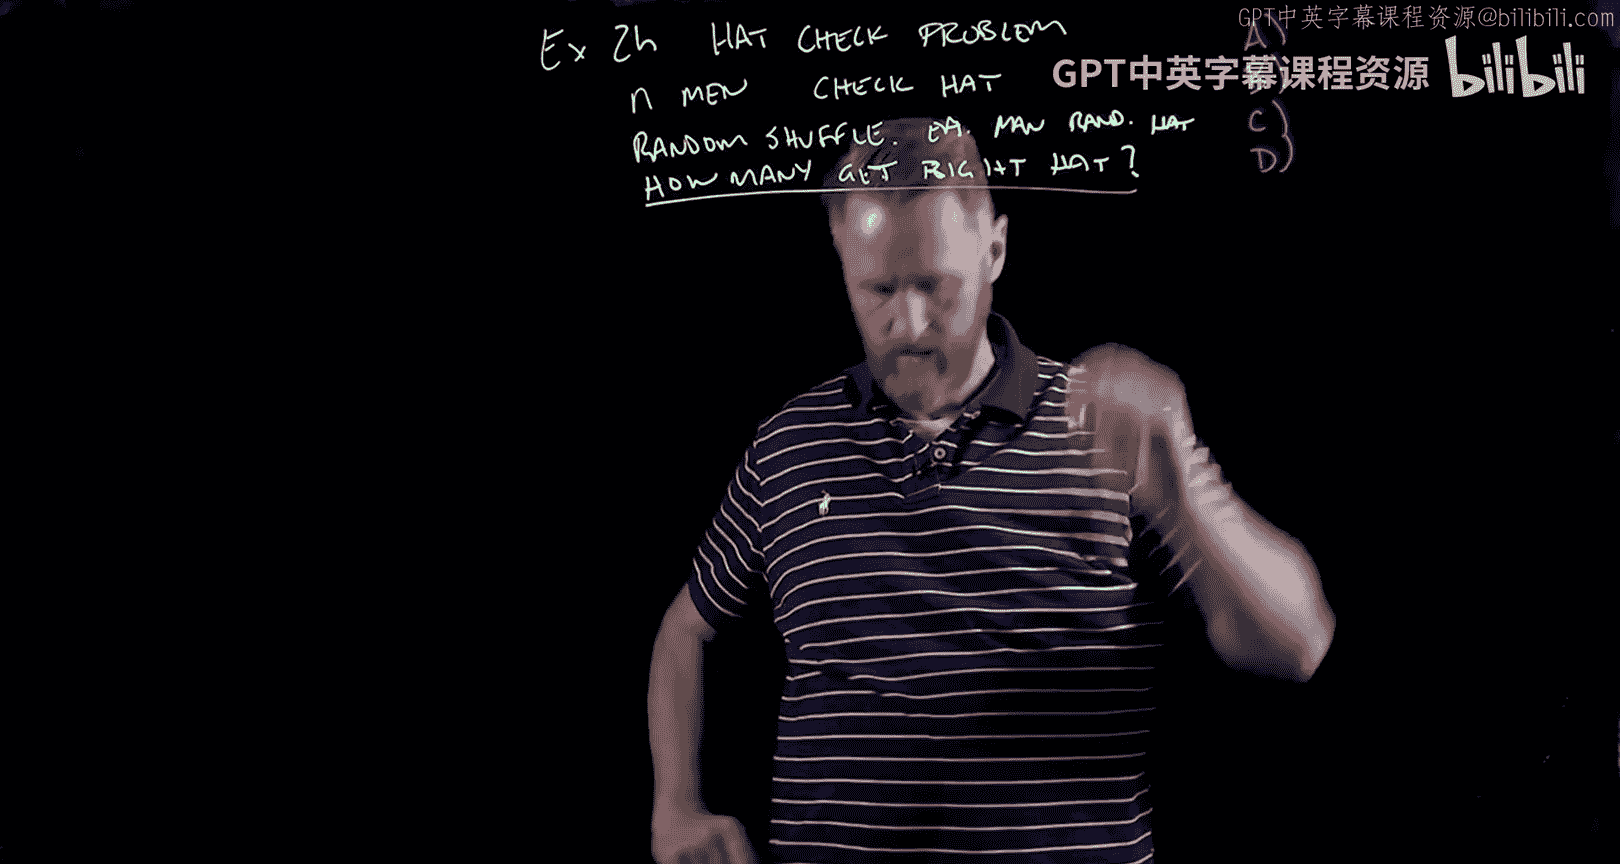 GPT中英字幕课程资源@bilibili.com
Ex 2h HAT CHECK PROBLEM
A)
n MEN CHECK HAT
GPT中英字幕课程资源 bilibili
RANDOM SHUFFLE. EA. MAN RAND. HAT
C)
HOW MANY GET RIGHT HAT?
D)